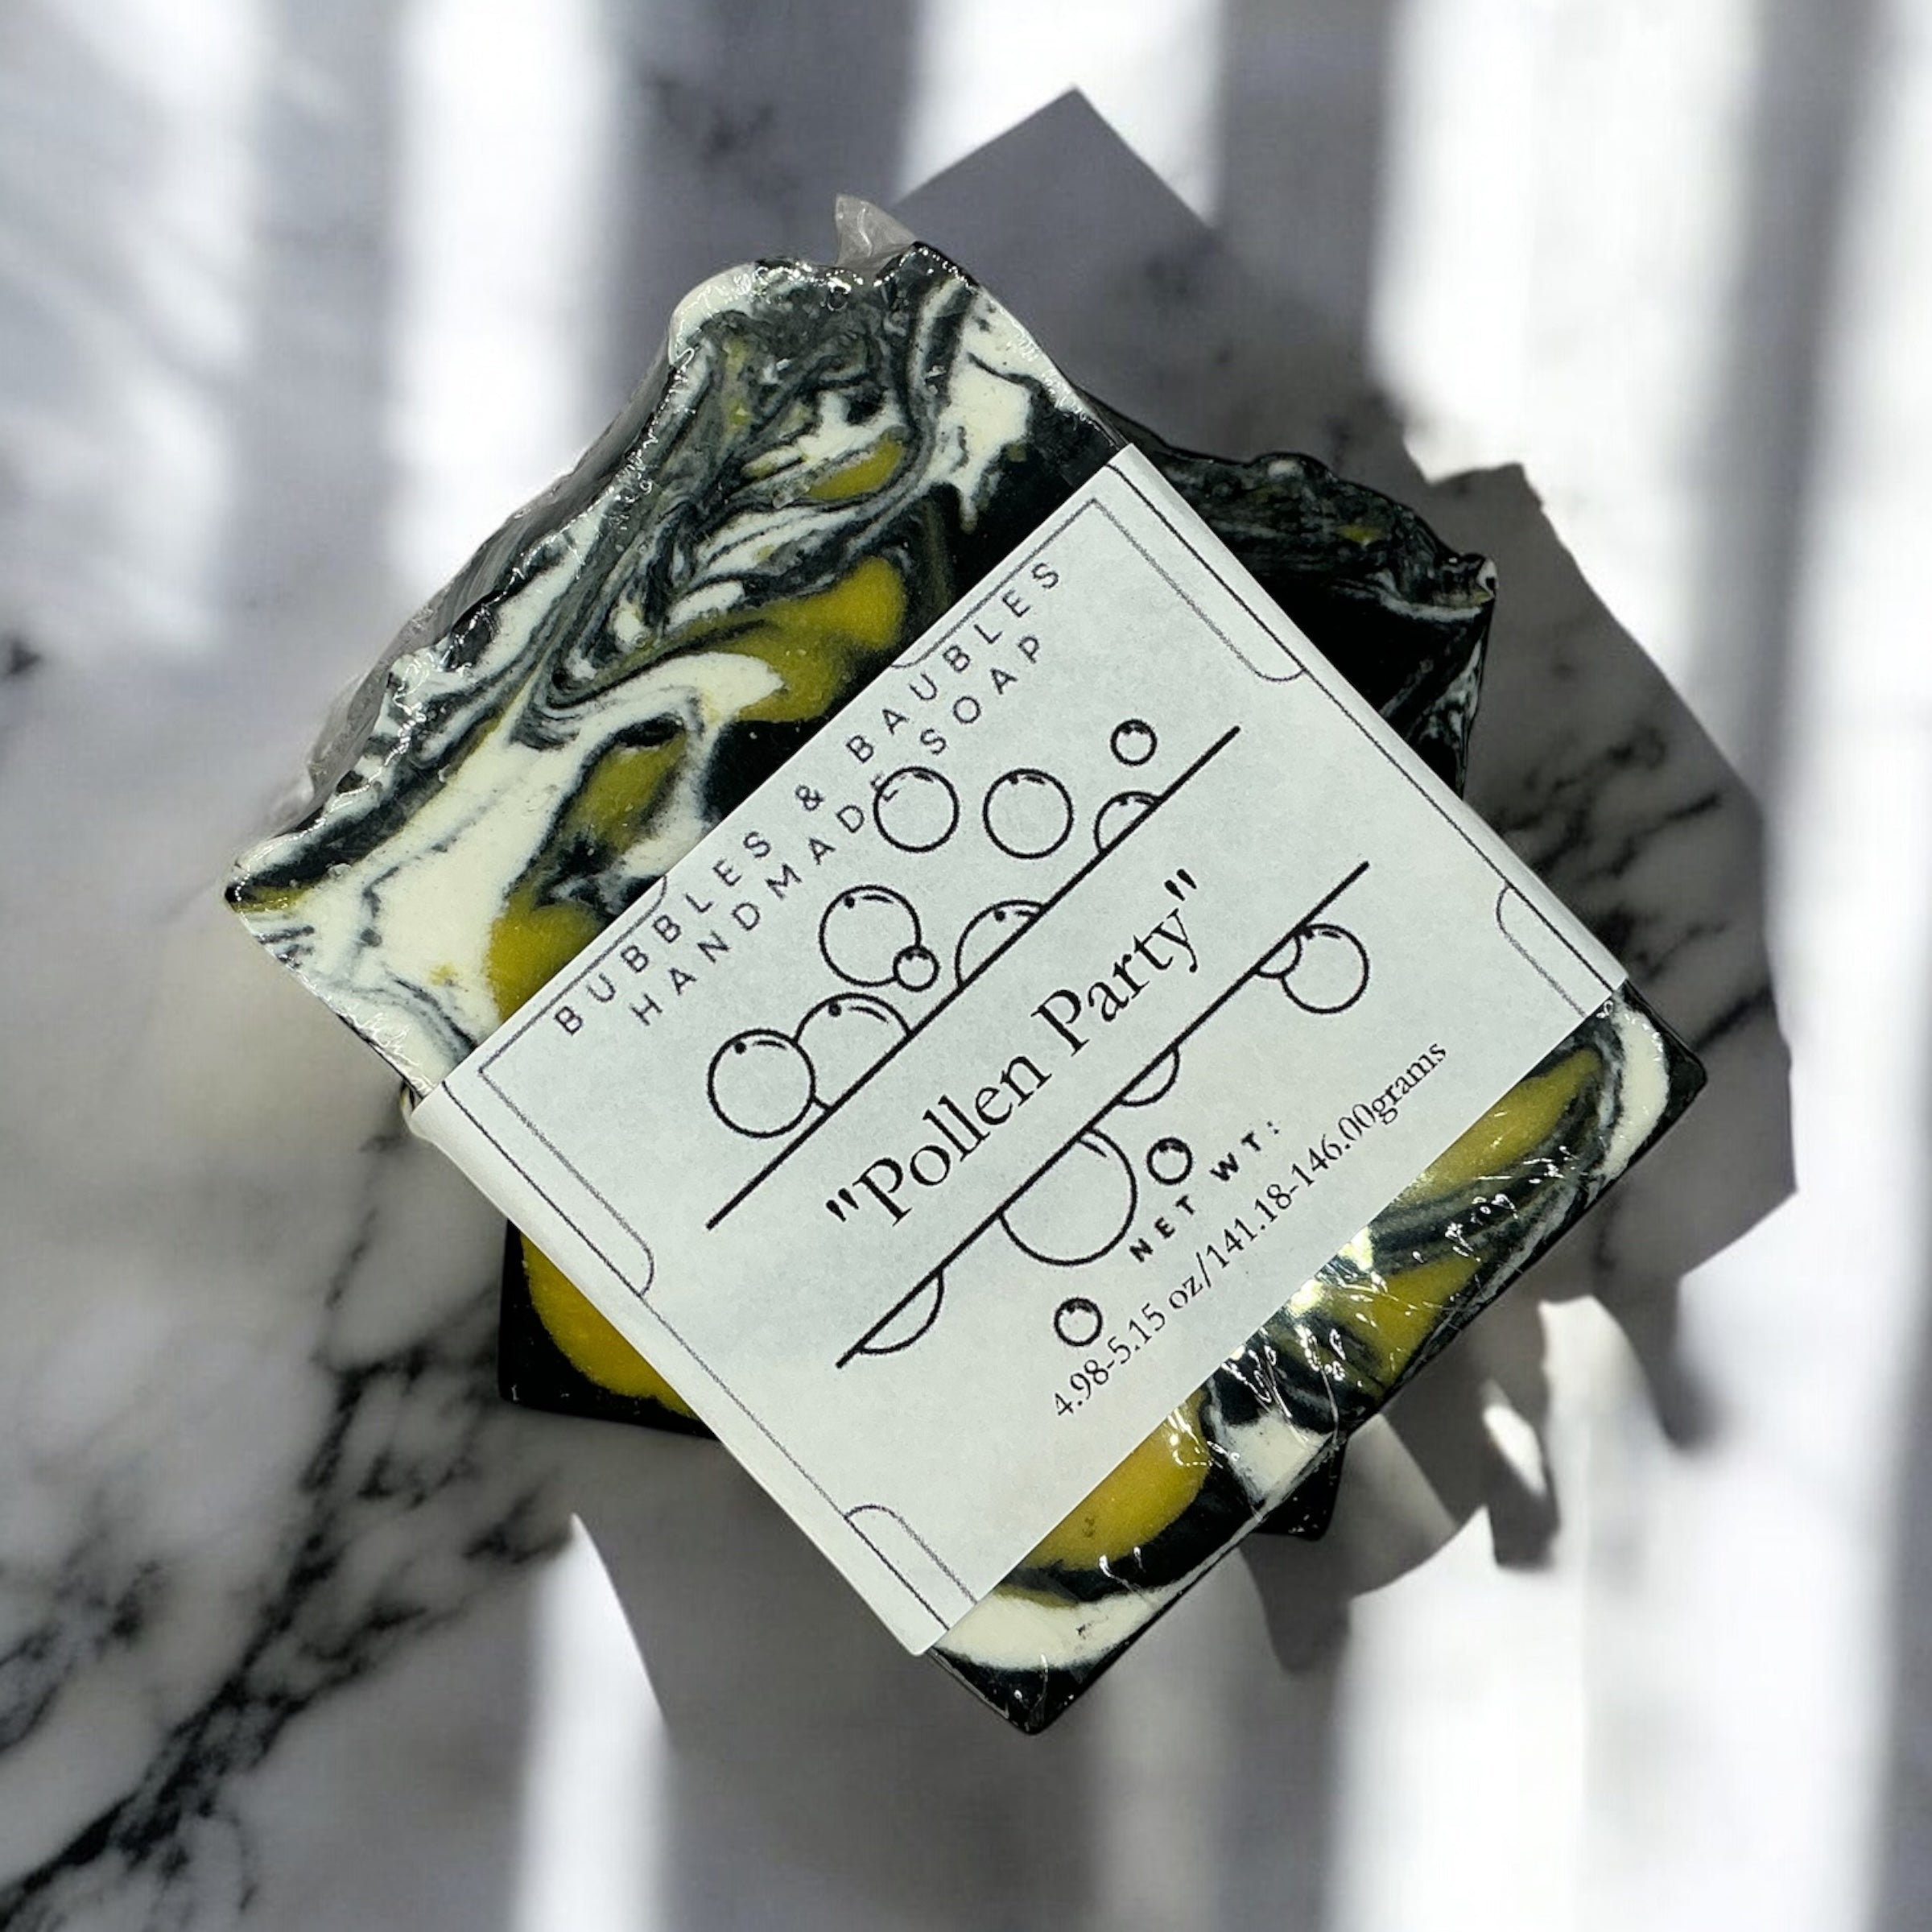 BUBBLES & BAUBLES
HANDMADE SOAP
"Pollen Party"
NET WT:
4.98-5.15 oz/141.18-146.00grams